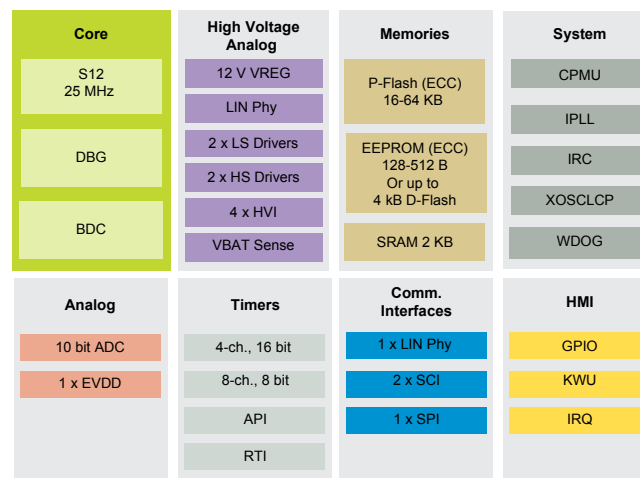 Core
S12
25 MHz
DBG
BDC
High Voltage
Analog
12 V VREG
LIN Phy
2 x LS Drivers
2 x HS Drivers
4 x HVI
VBAT Sense
Memories
P-Flash (ECC)
16-64 KB
EEPROM (ECC)
128-512 B
Or up to
4 kB D-Flash
SRAM 2 KB
System
CPMU
IPLL
IRC
XOSCLCP
WDOG
Analog
10 bit ADC
1 x EVDD
Timers
4-ch., 16 bit
8-ch., 8 bit
API
RTI
Comm.
Interfaces
1 x LIN Phy
2 x SCI
1 x SPI
HMI
GPIO
KWU
IRQ